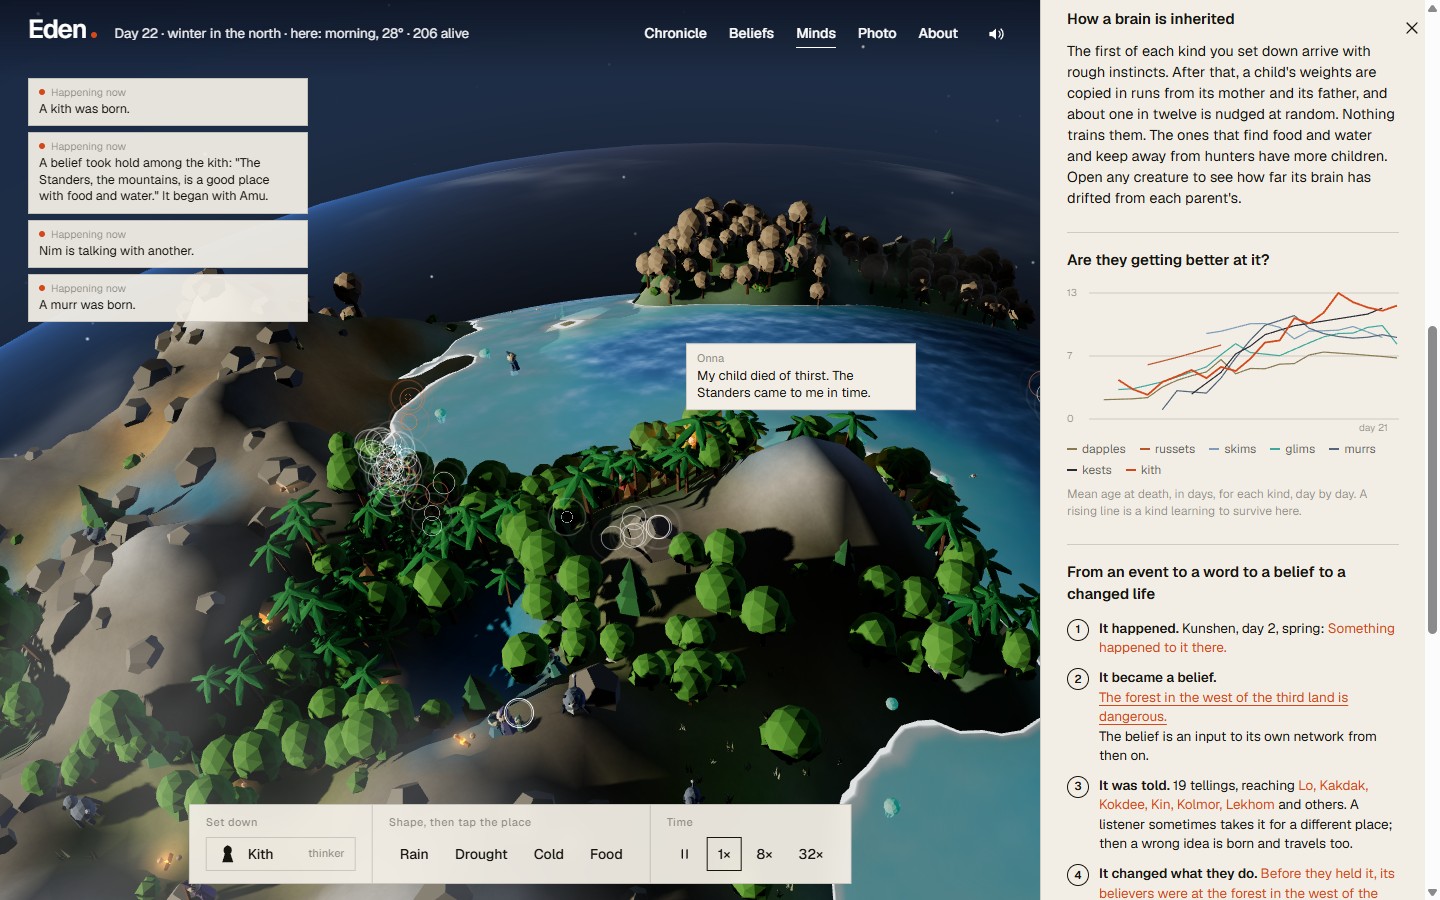 Eden.
Day 22 · winter in the north · here: morning, 28° · 206 alive
Chronicle
Beliefs
Minds
Photo
About
Happening now
A kith was born.
Happening now
A belief took hold among the kith: "The
Standers, the mountains, is a good place
with food and water." It began with Amu.
Happening now
Nim is talking with another.
Happening now
A murr was born.
Onna
My child died of thirst. The
Standers came to me in time.
Set down
Kith
thinker
Shape, then tap the place
Rain
Drought
Cold
Food
Time
1×
8×
32×
How a brain is inherited
The first of each kind you set down arrive with
rough instincts. After that, a child's weights are
copied in runs from its mother and its father, and
about one in twelve is nudged at random. Nothing
trains them. The ones that find food and water
and keep away from hunters have more children.
Open any creature to see how far its brain has
drifted from each parent's.
Are they getting better at it?
13
7
0
day 21
dapples
russets
skims
glims
murrs
kests
kith
Mean age at death, in days, for each kind, day by day. A
rising line is a kind learning to survive here.
From an event to a word to a belief to a
changed life
1
It happened. Kunshen, day 2, spring: Something
happened to it there.
2
It became a belief.
The forest in the west of the third land is
dangerous.
The belief is an input to its own network from
then on.
3
It was told. 19 tellings, reaching Lo, Kakdak,
Kokdee, Kin, Kolmor, Lekhom and others. A
listener sometimes takes it for a different place;
then a wrong idea is born and travels too.
4
It changed what they do. Before they held it, its
believers were at the forest in the west of the